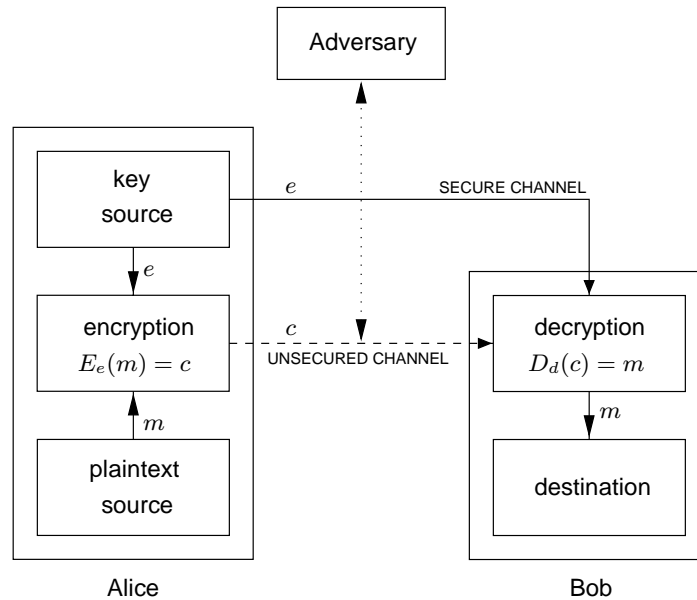 Adversary
key
source
e
SECURE CHANNEL
e
encryption
E_e(m) = c
c
UNSECURED CHANNEL
decryption
D_d(c) = m
m
m
plaintext
source
destination
Alice
Bob